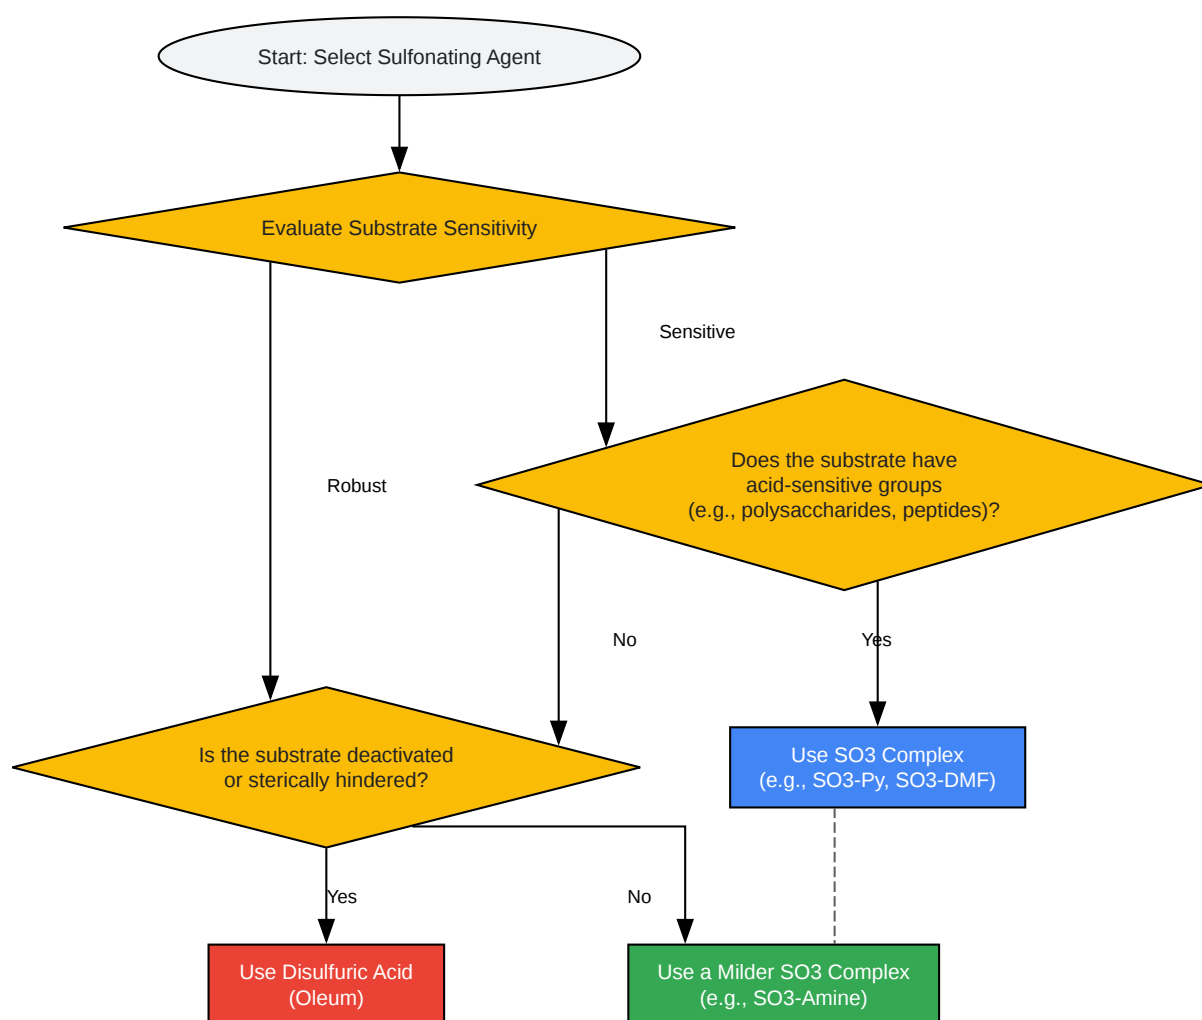 Start: Select Sulfonating Agent
Evaluate Substrate Sensitivity
Sensitive
Does the substrate have
acid-sensitive groups
(e.g., polysaccharides, peptides)?
Robust
No
Yes
Is the substrate deactivated
or sterically hindered?
Use SO3 Complex
(e.g., SO3-Py, SO3-DMF)
Yes
No
Use Disulfuric Acid
(Oleum)
Use a Milder SO3 Complex
(e.g., SO3-Amine)